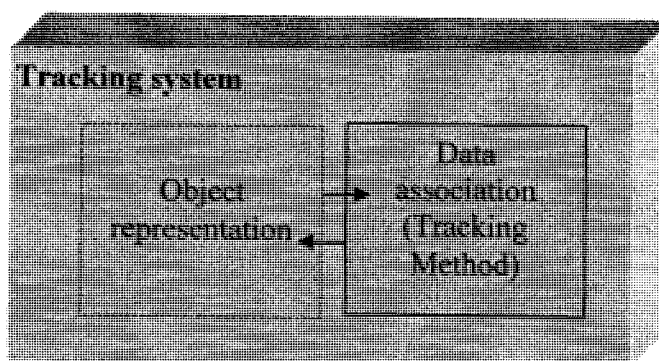 Tracking system
Object
representation
Data
association
(Tracking
Method)